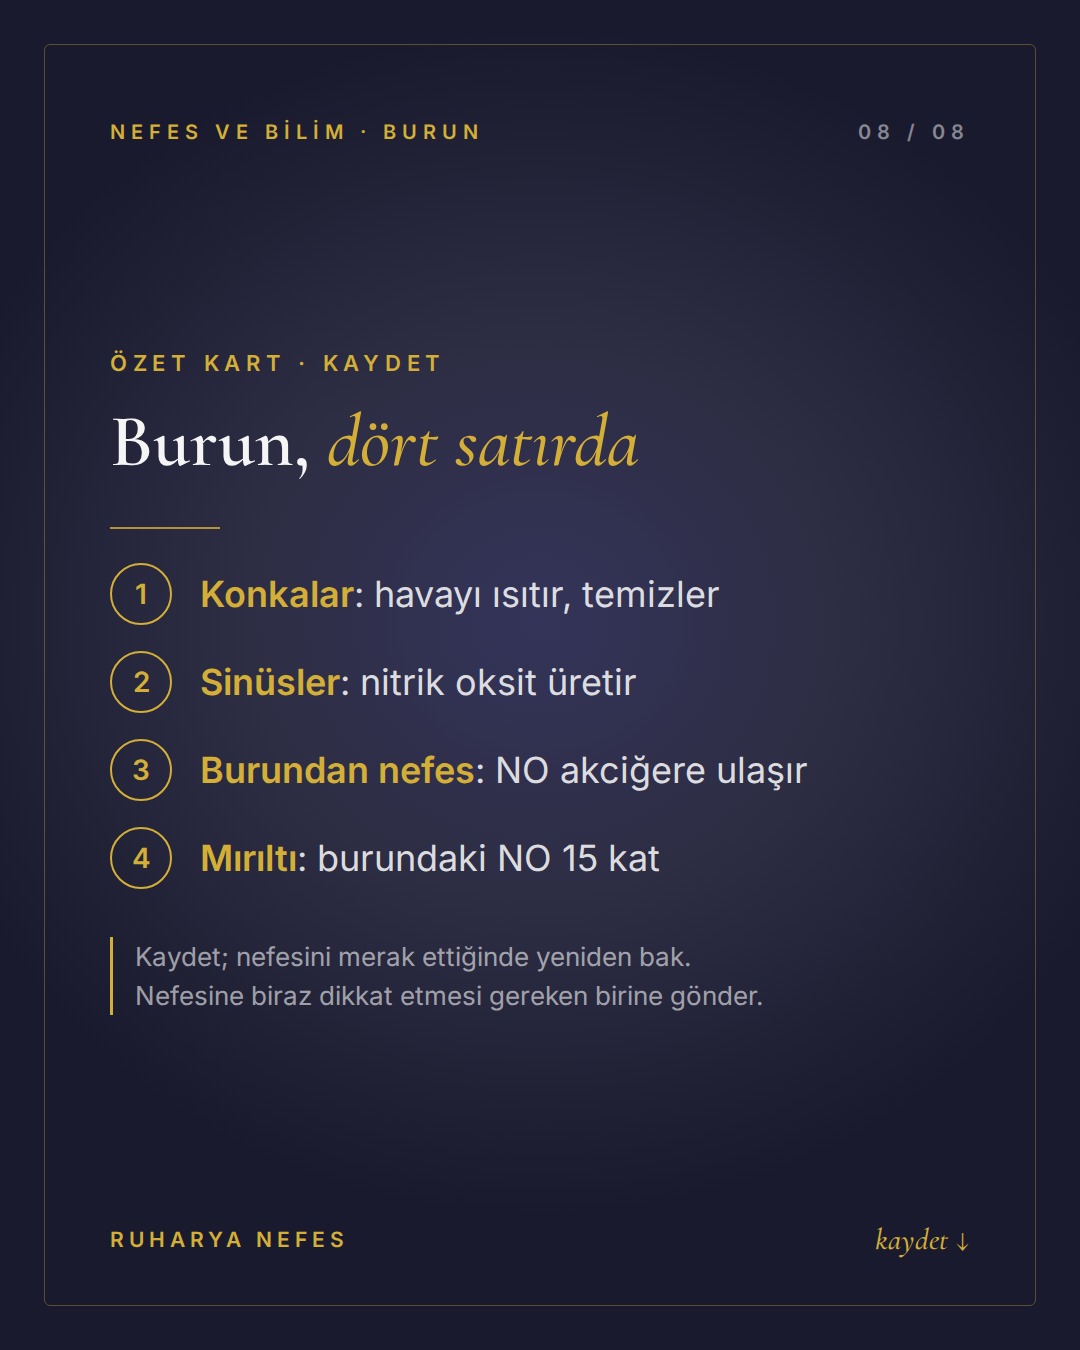 NEFES VE BİLİM · BURUN
08 / 08
ÖZET KART · KAYDET
Burun, dört satırda
1 Konkalar: havayı ısıtır, temizler
2 Sinüsler: nitrik oksit üretir
3 Burundan nefes: NO akciğere ulaşır
4 Mırıltı: burundaki NO 15 kat
Kaydet; nefesini merak ettiğinde yeniden bak.
Nefesine biraz dikkat etmesi gereken birine gönder.
RUHARYA NEFES
kaydet ↓